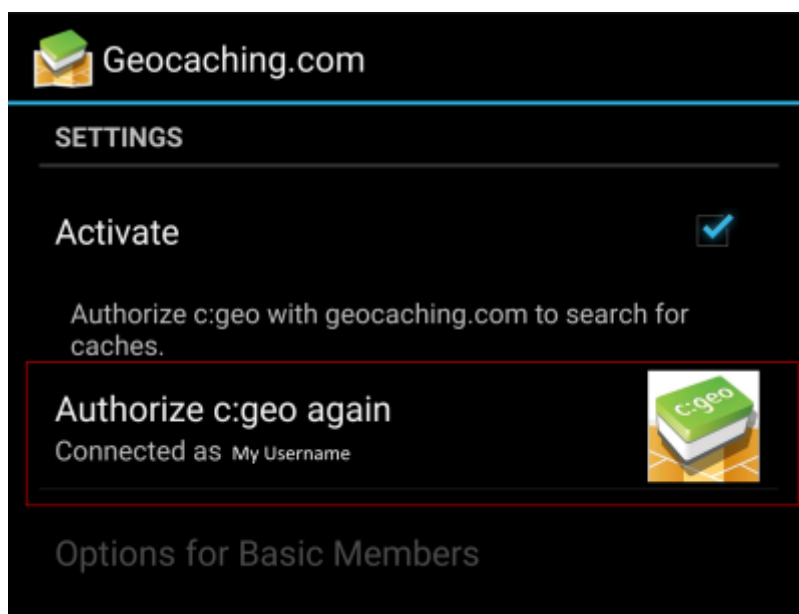 Geocaching.com
SETTINGS
Activate
Authorize c:geo with geocaching.com to search for
caches.
Authorize c:geo again
c:geo
Connected as My Username
Options for Basic Members